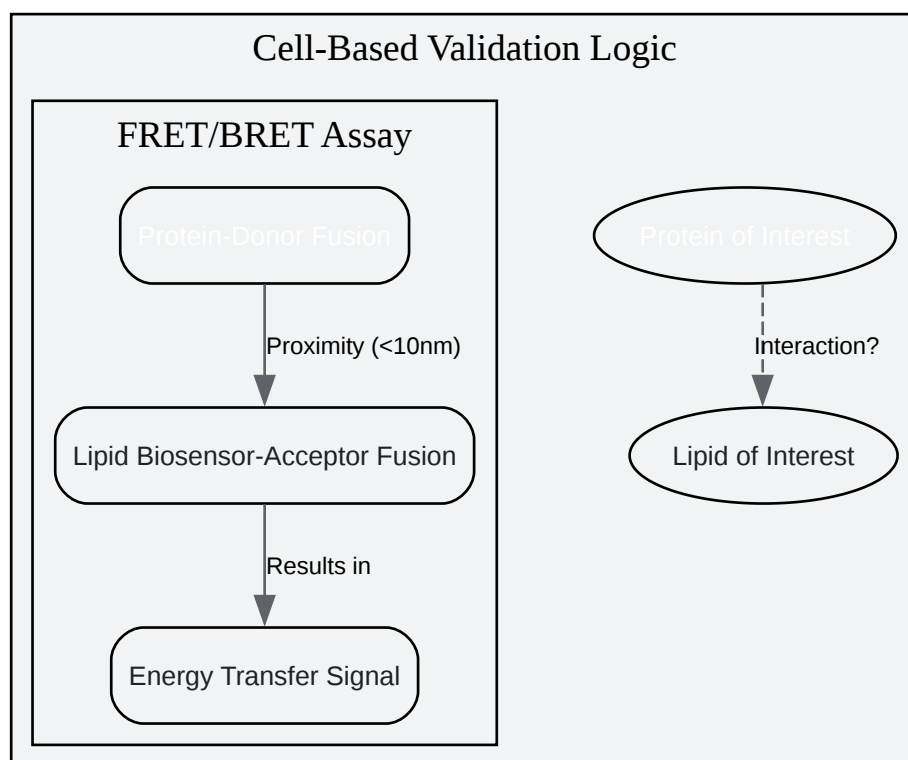 Cell-Based Validation Logic
FRET/BRET Assay
Protein-Donor Fusion
Proximity (<10nm)
Lipid Biosensor-Acceptor Fusion
Results in
Energy Transfer Signal
Protein of Interest
Interaction?
Lipid of Interest